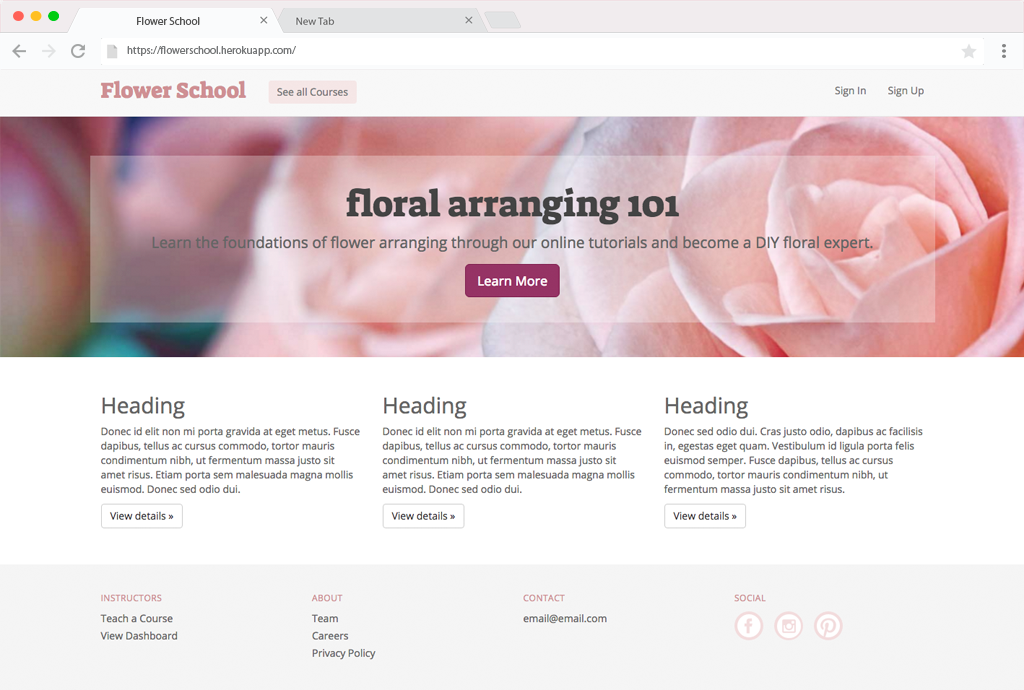 Flower School
New Tab
https://flowerschool.herokuapp.com/
Flower School
See all Courses
Sign In
Sign Up
floral arranging 101
Learn the foundations of flower arranging through our online tutorials and become a DIY floral expert.
Learn More
Heading
Donec id elit non mi porta gravida at eget metus. Fusce
dapibus, tellus ac cursus commodo, tortor mauris
condimentum nibh, ut fermentum massa justo sit
amet risus. Etiam porta sem malesuada magna mollis
euismod. Donec sed odio dui.
View details »
Heading
Donec id elit non mi porta gravida at eget metus. Fusce
dapibus, tellus ac cursus commodo, tortor mauris
condimentum nibh, ut fermentum massa justo sit
amet risus. Etiam porta sem malesuada magna mollis
euismod. Donec sed odio dui.
View details »
Heading
Donec sed odio dui. Cras justo odio, dapibus ac facilisis
in, egestas eget quam. Vestibulum id ligula porta felis
euismod semper. Fusce dapibus, tellus ac cursus
commodo, tortor mauris condimentum nibh, ut
fermentum massa justo sit amet risus.
View details »
INSTRUCTORS
Teach a Course
View Dashboard
ABOUT
Team
Careers
Privacy Policy
CONTACT
email@email.com
SOCIAL